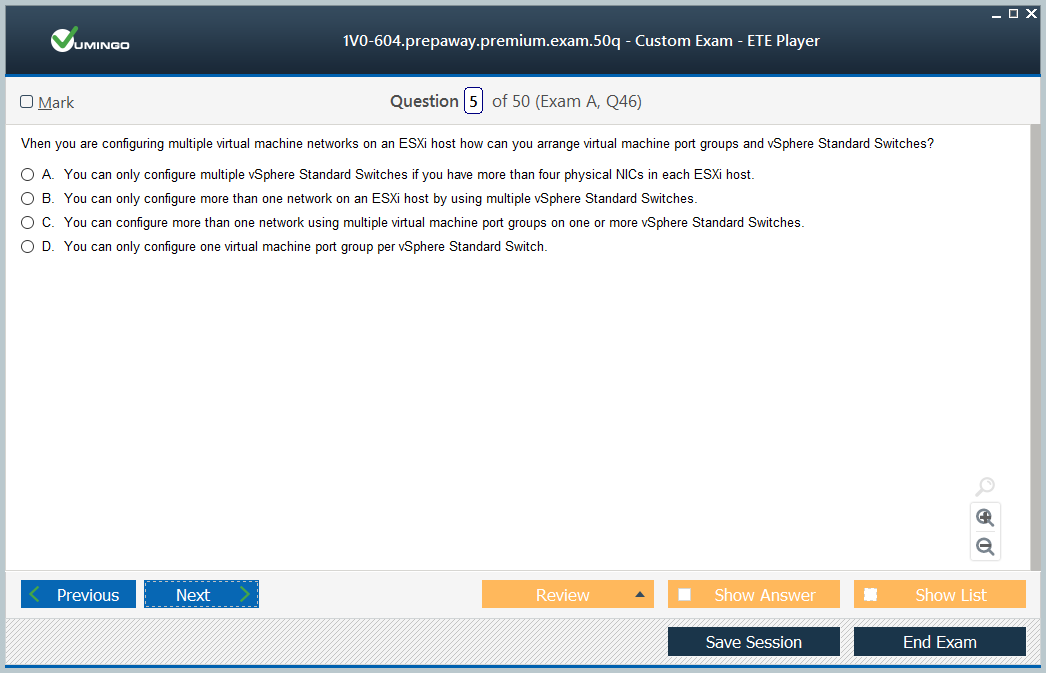 VUMINGO
1V0-604.prepaway.premium.exam.50q - Custom Exam - ETE Player
Mark
Question 5 of 50 (Exam A, Q46)
Vhen you are configuring multiple virtual machine networks on an ESXi host how can you arrange virtual machine port groups and vSphere Standard Switches?
A. You can only configure multiple vSphere Standard Switches if you have more than four physical NICs in each ESXi host.
B. You can only configure more than one network on an ESXi host by using multiple vSphere Standard Switches.
C. You can configure more than one network using multiple virtual machine port groups on one or more vSphere Standard Switches.
D. You can only configure one virtual machine port group per vSphere Standard Switch.
Previous Next Review Show Answer Show List
Save Session End Exam